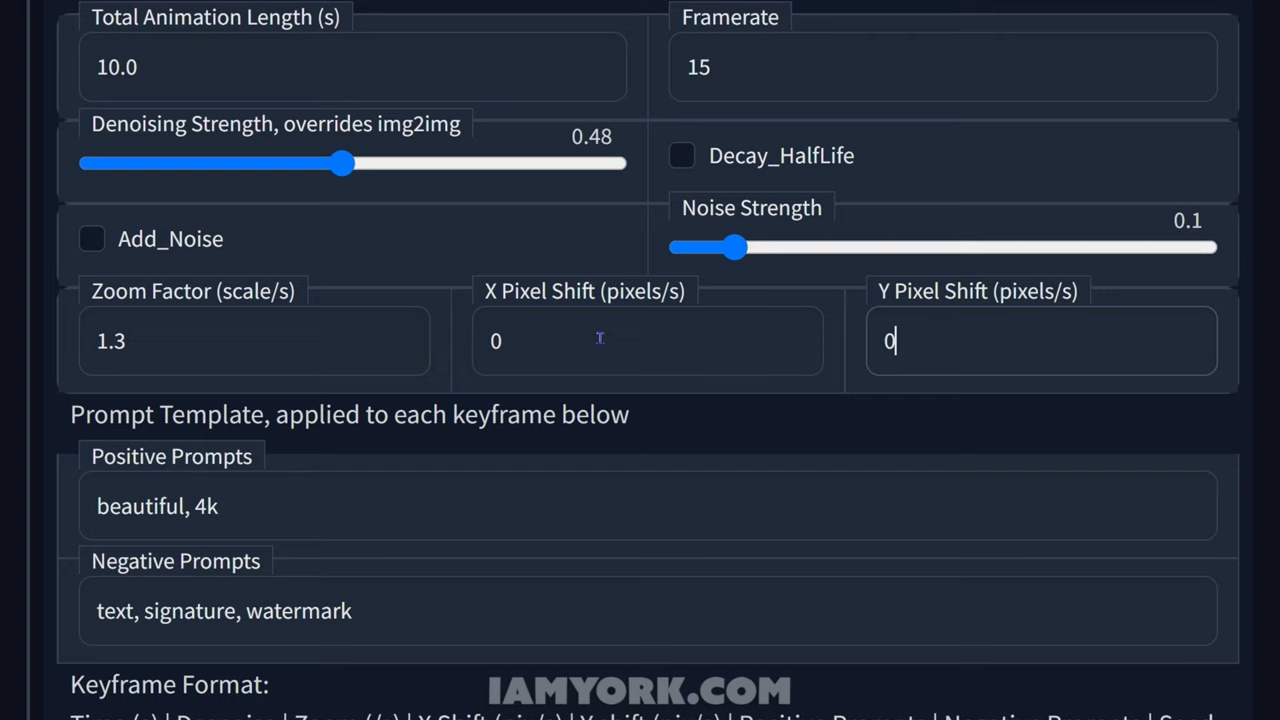 Total Animation Length (s)
Framerate
10.0
15
Denoising Strength, overrides img2img
0.48
Decay_HalfLife
Noise Strength
0.1
Add_Noise
Zoom Factor (scale/s)
X Pixel Shift (pixels/s)
Y Pixel Shift (pixels/s)
1.3
0
0
Prompt Template, applied to each keyframe below
Positive Prompts
beautiful, 4k
Negative Prompts
text, signature, watermark
Keyframe Format:
IAMYORK.COM